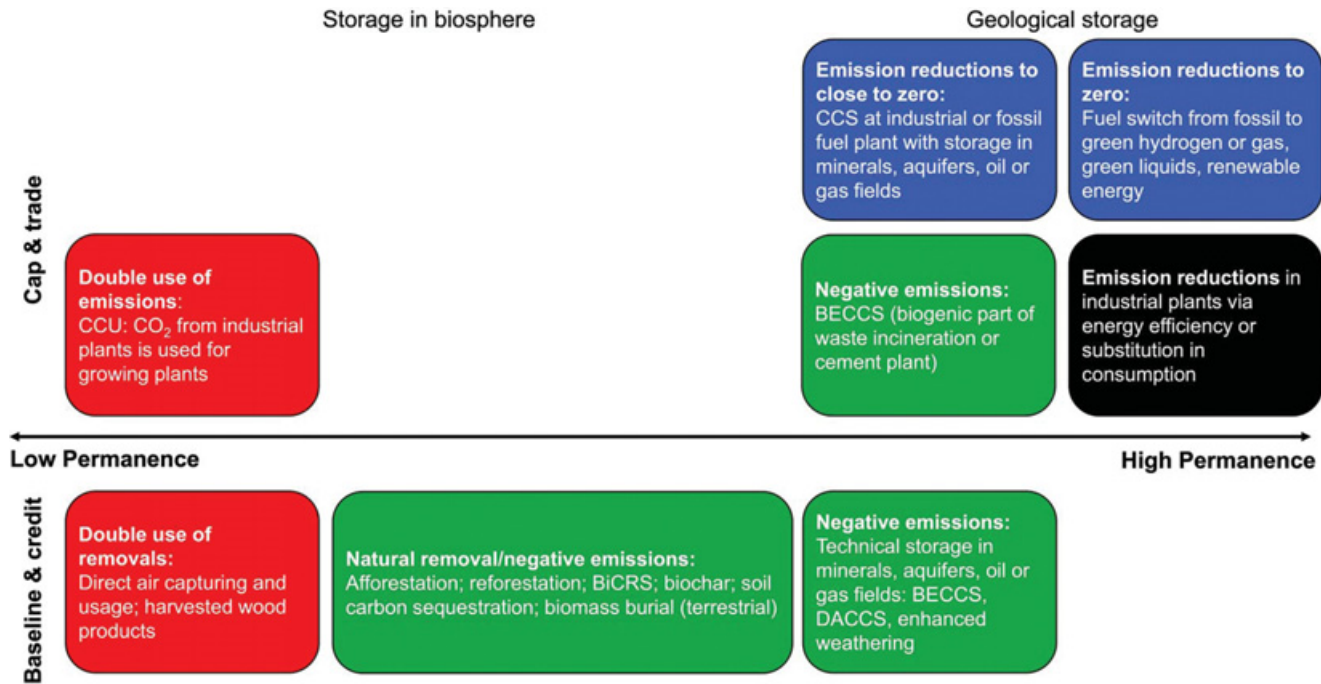 Storage in biosphere
Geological storage
Cap & trade
Emission reductions to
close to zero:
CCS at industrial or fossil
fuel plant with storage in
minerals, aquifers, oil or
gas fields
Emission reductions to
zero:
Fuel switch from fossil to
green hydrogen or gas,
green liquids, renewable
energy
Double use of
emissions:
CCU: CO₂ from industrial
plants is used for
growing plants
Negative emissions:
BECCS (biogenic part of
waste incineration or
cement plant)
Emission reductions in
industrial plants via
energy efficiency or
substitution in
consumption
Low Permanence
High Permanence
Baseline & credit
Double use of
removals:
Direct air capturing and
usage; harvested wood
products
Natural removal/negative emissions:
Afforestation; reforestation; BiCRS; biochar; soil
carbon sequestration; biomass burial (terrestrial)
Negative emissions:
Technical storage in
minerals, aquifers, oil or
gas fields: BECCS,
DACCS, enhanced
weathering